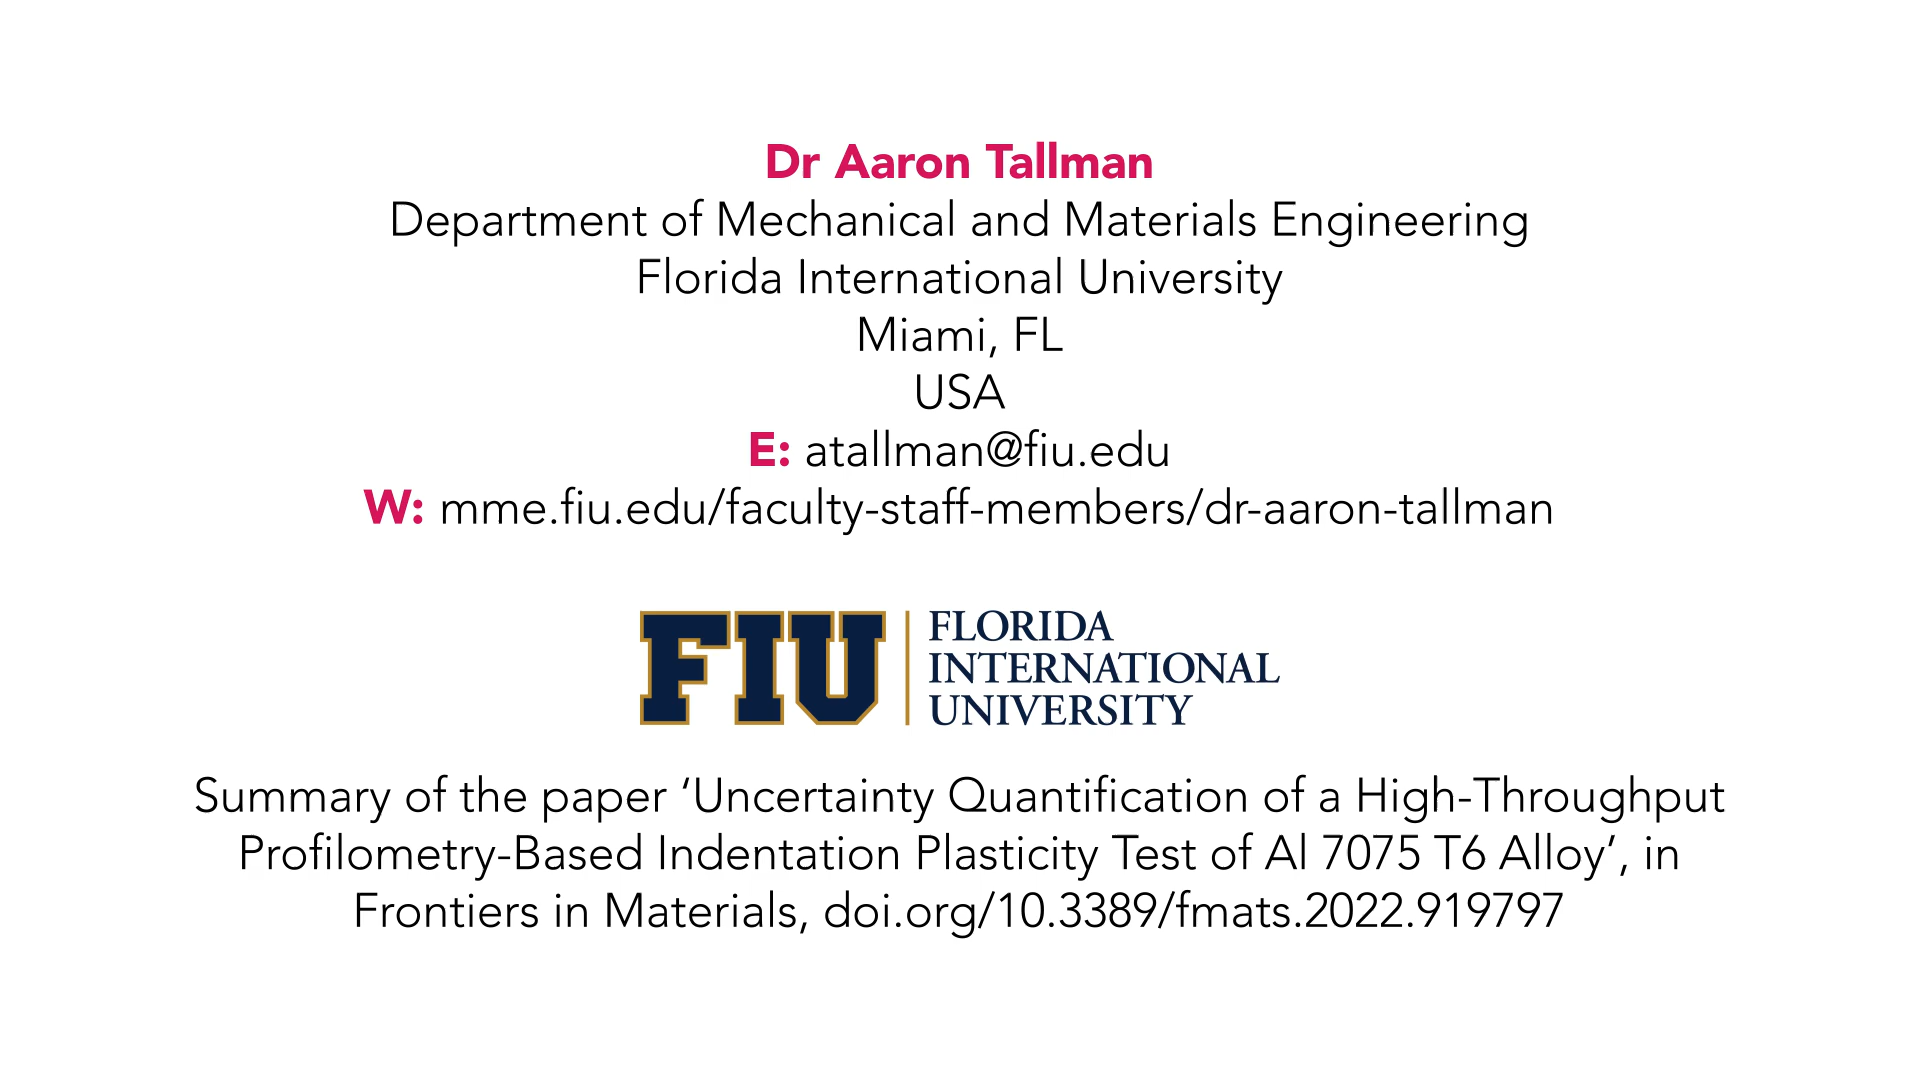 Dr Aaron Tallman
Department of Mechanical and Materials Engineering
Florida International University
Miami, FL
USA
E: atallman@fiu.edu
W: mme.fiu.edu/faculty-staff-members/dr-aaron-tallman
FIU
FLORIDA
INTERNATIONAL
UNIVERSITY
Summary of the paper ‘Uncertainty Quantification of a High-Throughput
Profilometry-Based Indentation Plasticity Test of Al 7075 T6 Alloy’, in
Frontiers in Materials, doi.org/10.3389/fmats.2022.919797